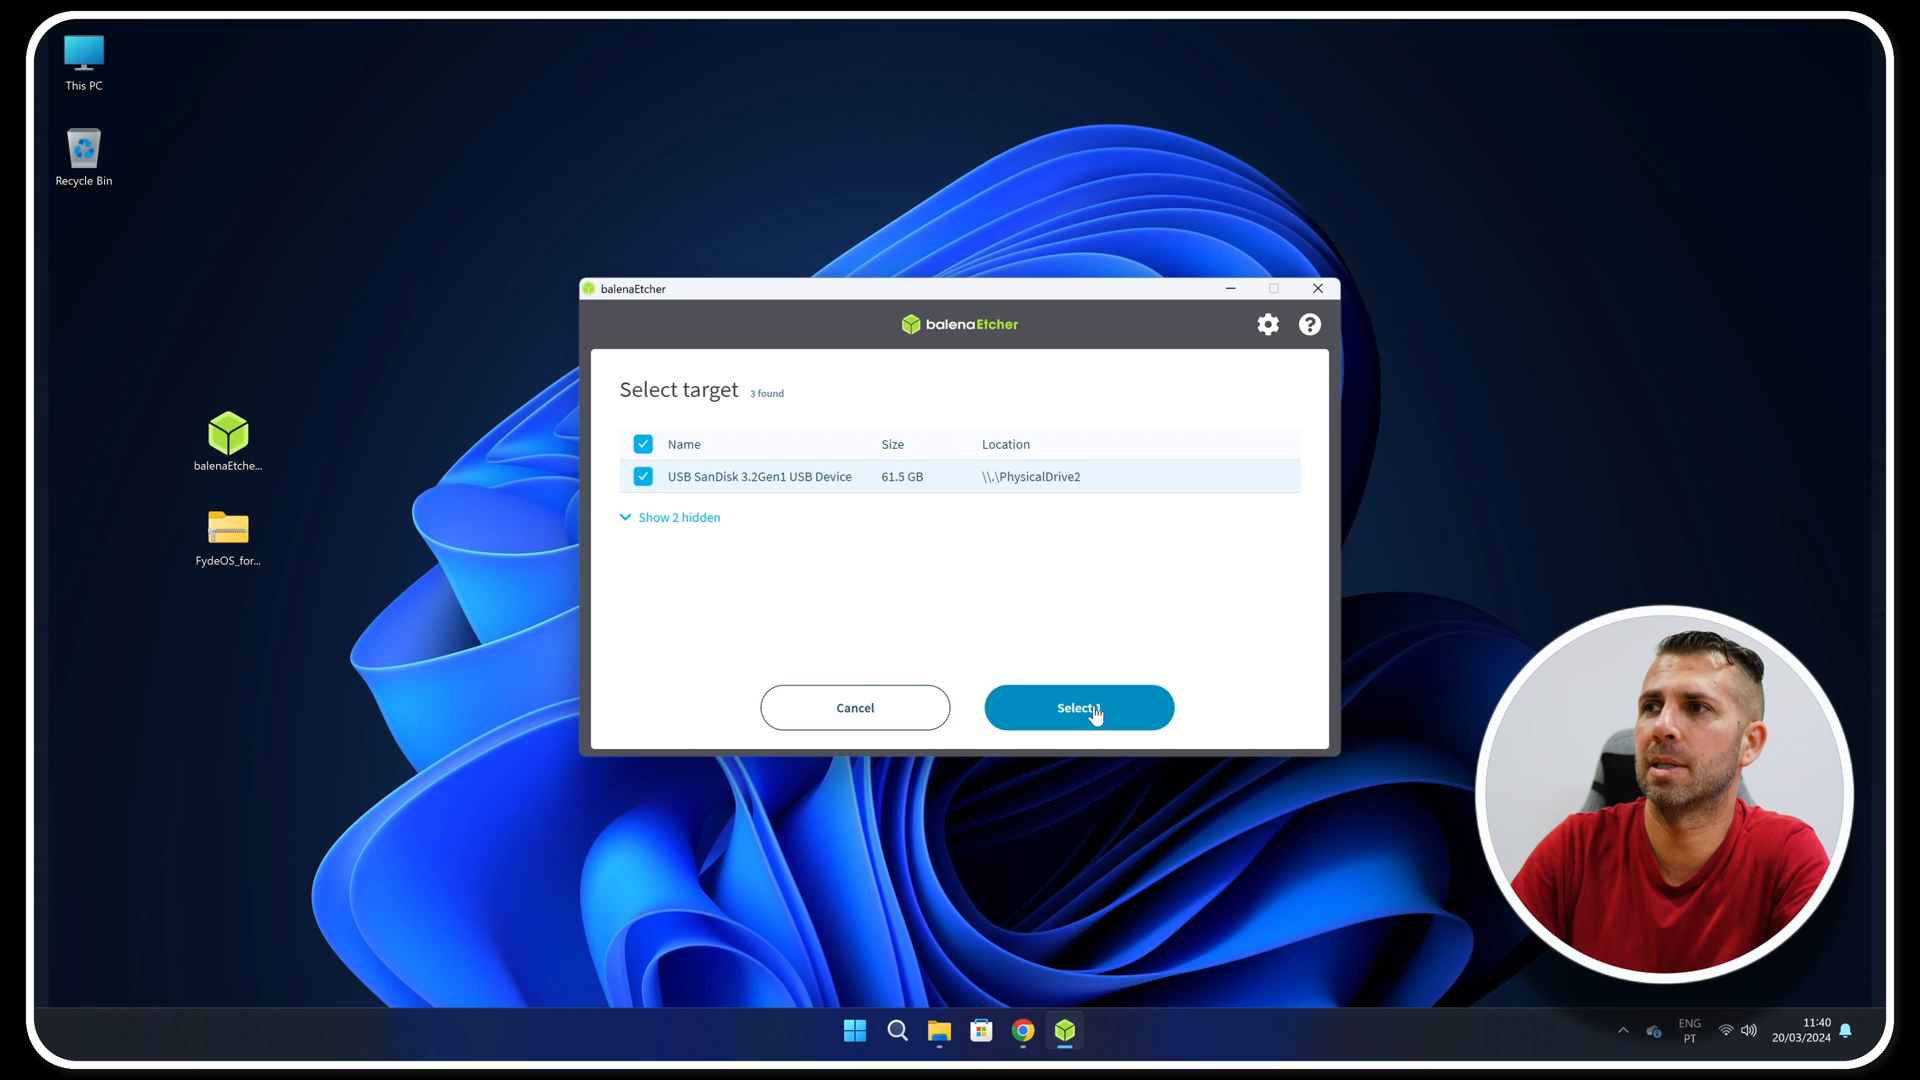 This PC
Recycle Bin
balenaEtche...
FydeOS_for...
balenaEtcher
balenaEtcher
Select target 3 found
Name Size Location
USB SanDisk 3.2Gen1 USB Device 61.5 GB \\.\PhysicalDrive2
Show 2 hidden
Cancel
Select 1
ENG
PT
11:40
20/03/2024